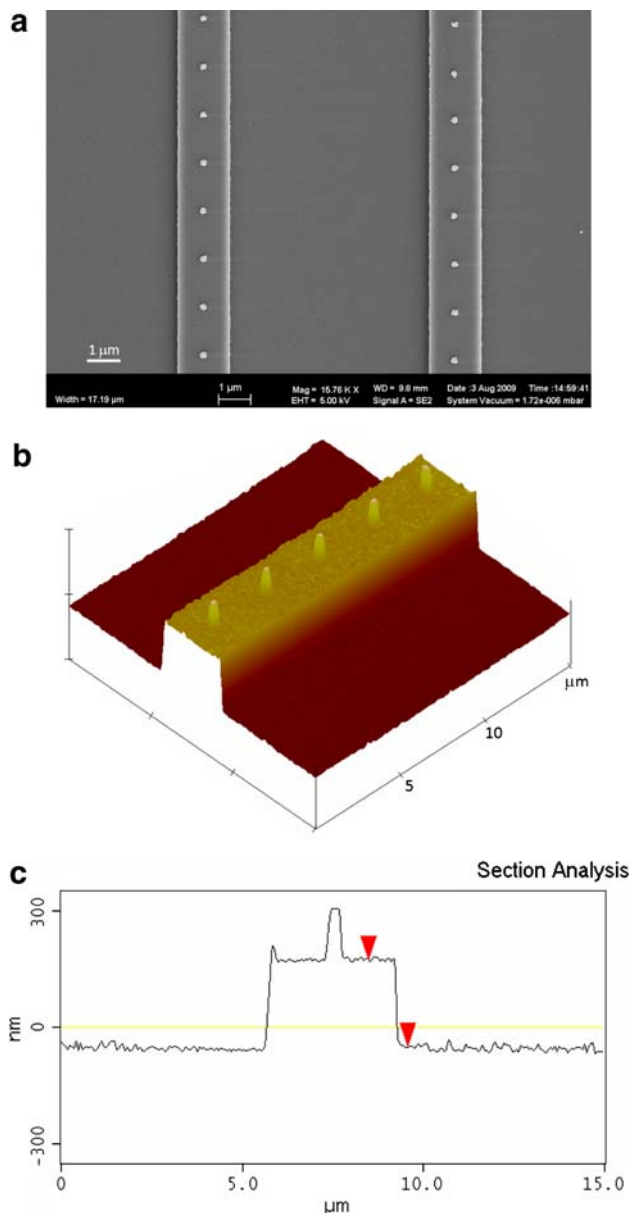 a
1 μm
Width = 17.19 μm
1 μm
Mag = 15.76 K X
WD = 9.8 mm
Date :3 Aug 2009
Time :14:59:41
EHT = 5.00 kV
Signal A = SE2
System Vacuum = 1.72e-006 mbar
b
μm
10
5
c
Section Analysis
300
0
-300
nm
0
5.0
10.0
15.0
μm